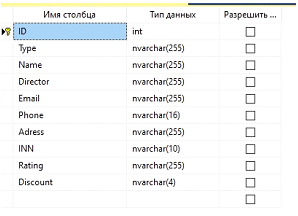 Имя столбца Тип данных Разрешить ...
ID int
Type nvarchar(255)
Name nvarchar(255)
Director nvarchar(255)
Email nvarchar(255)
Phone nvarchar(16)
Adress nvarchar(255)
INN nvarchar(10)
Rating nvarchar(255)
Discount nvarchar(4)